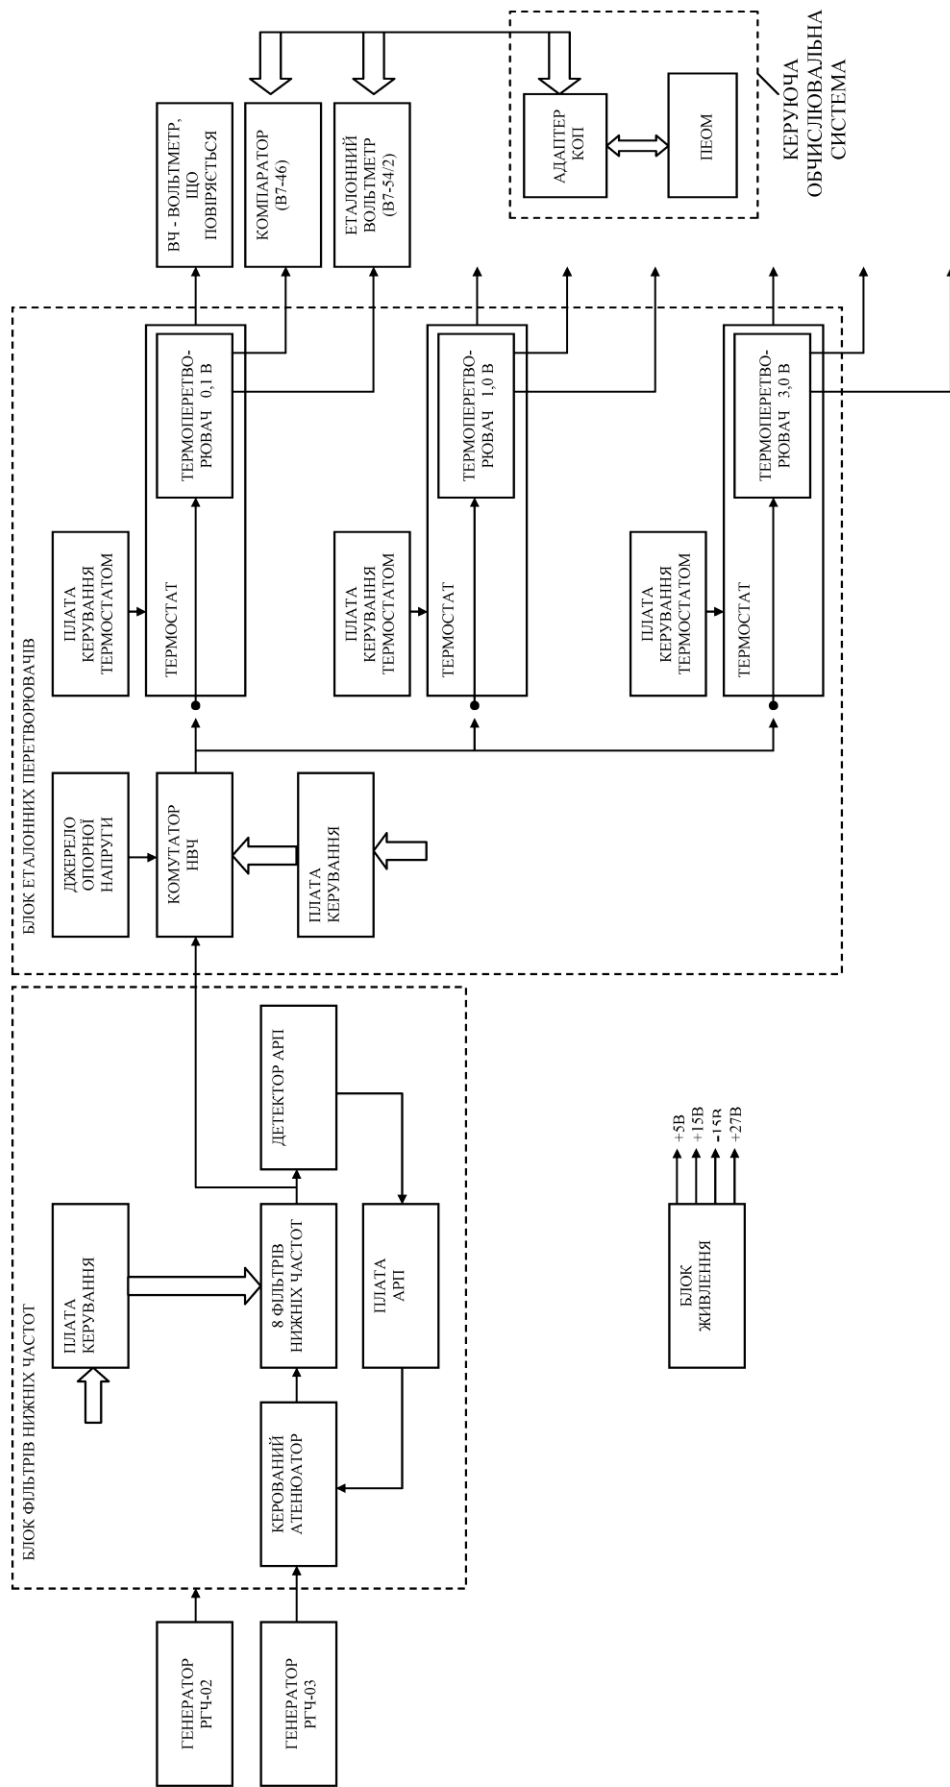 ГЕНЕРАТОР
РГЧ-02
ГЕНЕРАТОР
РГЧ-03
БЛОК ФІЛЬТРІВ НИЖНІХ ЧАСТОТ
ПЛАТА
КЕРУВАННЯ
КЕРОВАНИЙ
АТЕНЮАТОР
8 ФІЛЬТРІВ
НИЖНІХ ЧАСТОТ
ДЕТЕКТОР АРП
ПЛАТА
АРП
БЛОК ЕТАЛОННИХ ПЕРЕТВОРЮВАЧІВ
ДЖЕРЕЛО
ОПОРНОЇ
НАПРУГИ
КОМУТАТОР
НВЧ
ПЛАТА
КЕРУВАННЯ
ПЛАТА
КЕРУВАННЯ
ТЕРМОСТАТОМ
ТЕРМОСТАТ
ТЕРМОПЕРЕТВО-
РЮВАЧ 0,1 В
ПЛАТА
КЕРУВАННЯ
ТЕРМОСТАТОМ
ТЕРМОСТАТ
ТЕРМОПЕРЕТВО-
РЮВАЧ 1,0 В
ПЛАТА
КЕРУВАННЯ
ТЕРМОСТАТОМ
ТЕРМОСТАТ
ТЕРМОПЕРЕТВО-
РЮВАЧ 3,0 В
ВЧ - ВОЛЬТМЕТР,
ЩО
ПОВІРЯЄТЬСЯ
КОМПАРАТОР
(В7-46)
ЕТАЛОННИЙ
ВОЛЬТМЕТР
(В7-54/2)
АДАПТЕР
КОП
ПЕОМ
КЕРУЮЧА
ОБЧИСЛЮВАЛЬНА
СИСТЕМА
БЛОК
ЖИВЛЕННЯ
+5В
+15В
-15В
+27В